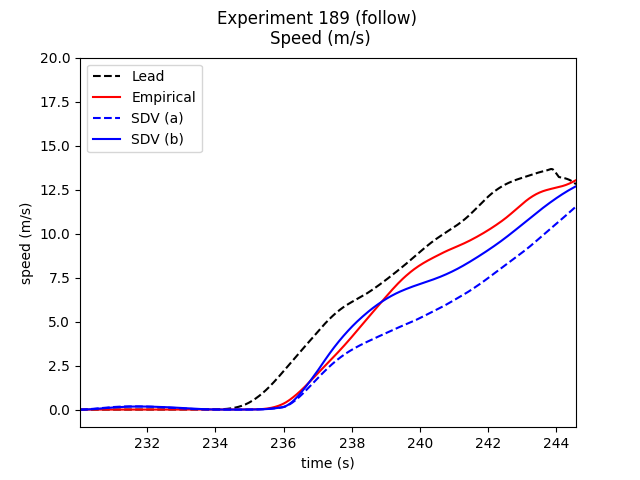 Experiment 189 (follow)
Speed (m/s)
20.0
17.5
15.0
12.5
10.0
7.5
5.0
2.5
0.0
speed (m/s)
Lead
Empirical
SDV (a)
SDV (b)
232
234
236
238
240
242
244
time (s)